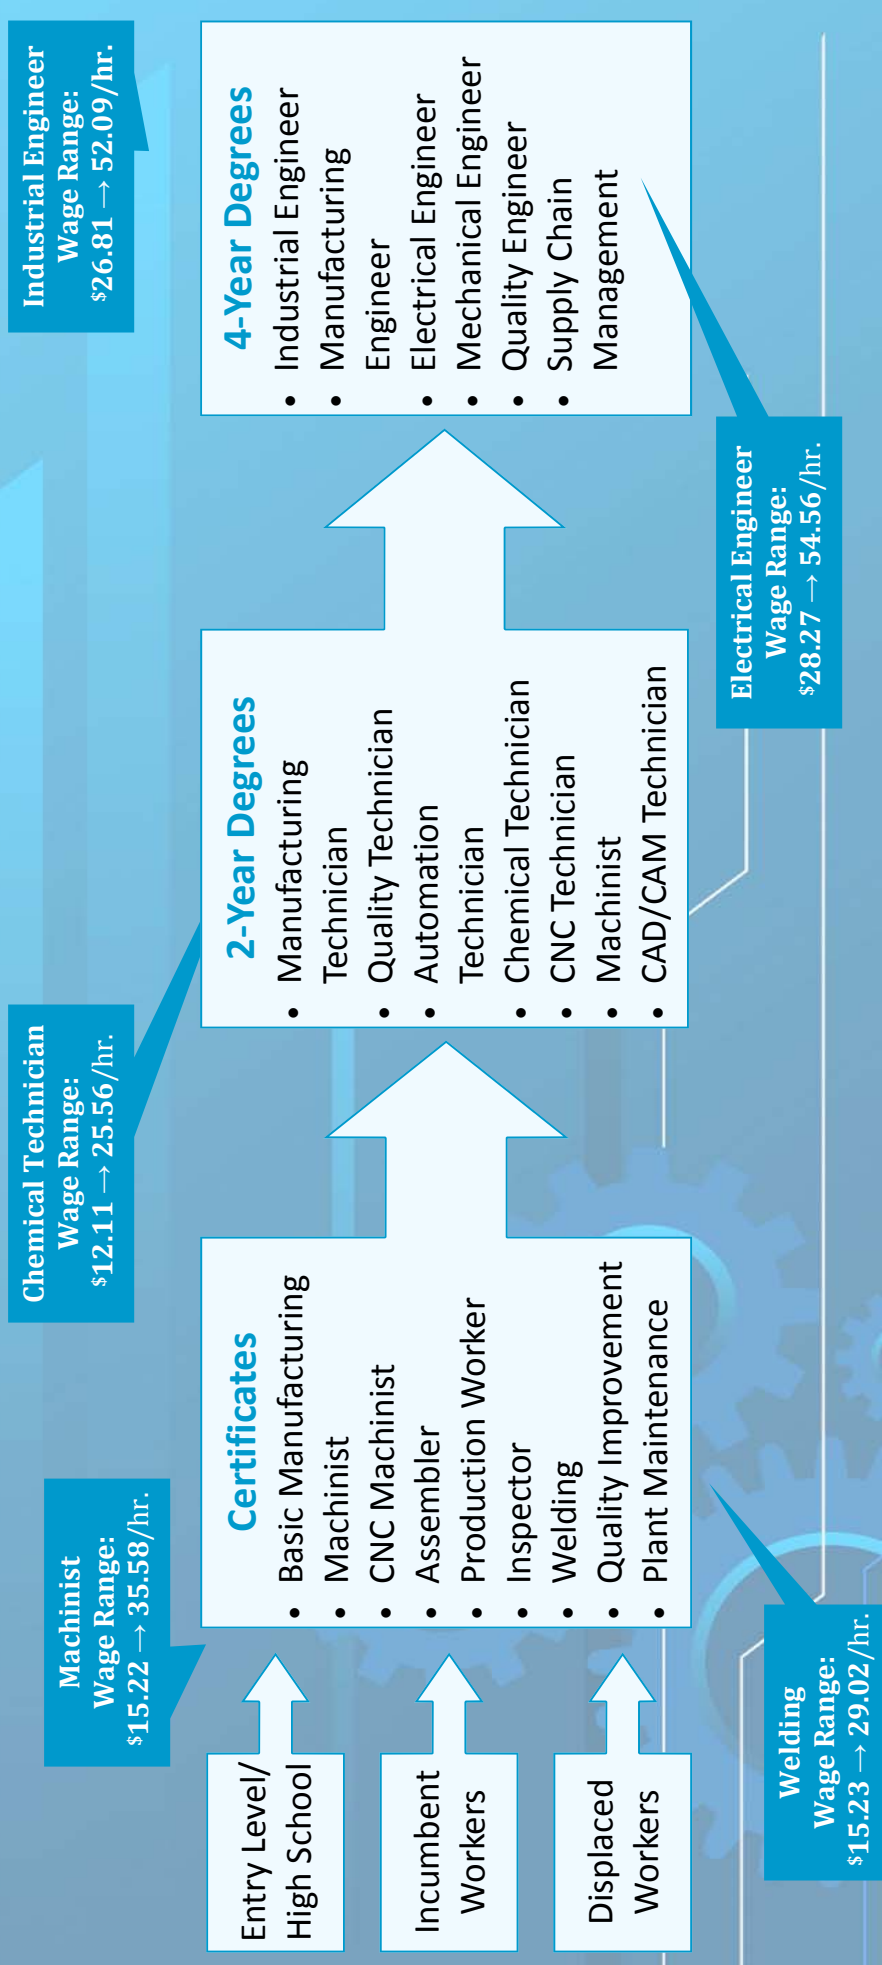 Entry Level/
High School
Incumbent
Workers
Displaced
Workers
Machinist
Wage Range:
$15.22 → 35.58/hr.
Certificates
• Basic Manufacturing
• Machinist
• CNC Machinist
• Assembler
• Production Worker
• Inspector
• Welding
• Quality Improvement
• Plant Maintenance
Welding
Wage Range:
$15.23 → 29.02/hr.
Chemical Technician
Wage Range:
$12.11 → 25.56/hr.
2-Year Degrees
• Manufacturing
Technician
• Quality Technician
• Automation
Technician
• Chemical Technician
• CNC Technician
• Machinist
• CAD/CAM Technician
Industrial Engineer
Wage Range:
$26.81 → 52.09/hr.
4-Year Degrees
• Industrial Engineer
• Manufacturing
Engineer
• Electrical Engineer
• Mechanical Engineer
• Quality Engineer
• Supply Chain
Management
Electrical Engineer
Wage Range:
$28.27 → 54.56/hr.